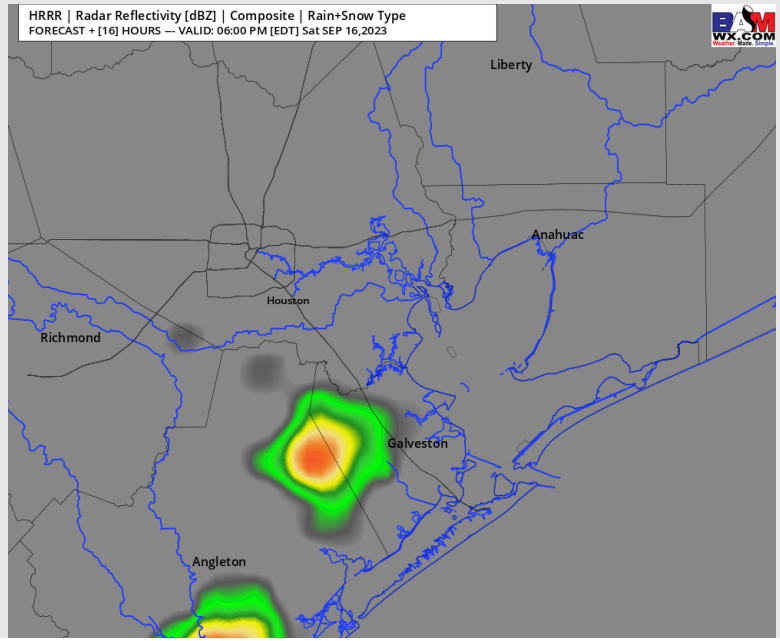 HRRR | Radar Reflectivity [dBZ] | Composite | Rain+Snow Type
FORECAST + [16] HOURS --- VALID: 06:00 PM [EDT] Sat SEP 16,2023
BAM
WX.COM
Weather. Made. Simple.
Liberty
Anahuac
Houston
Richmond
Galveston
Angleton